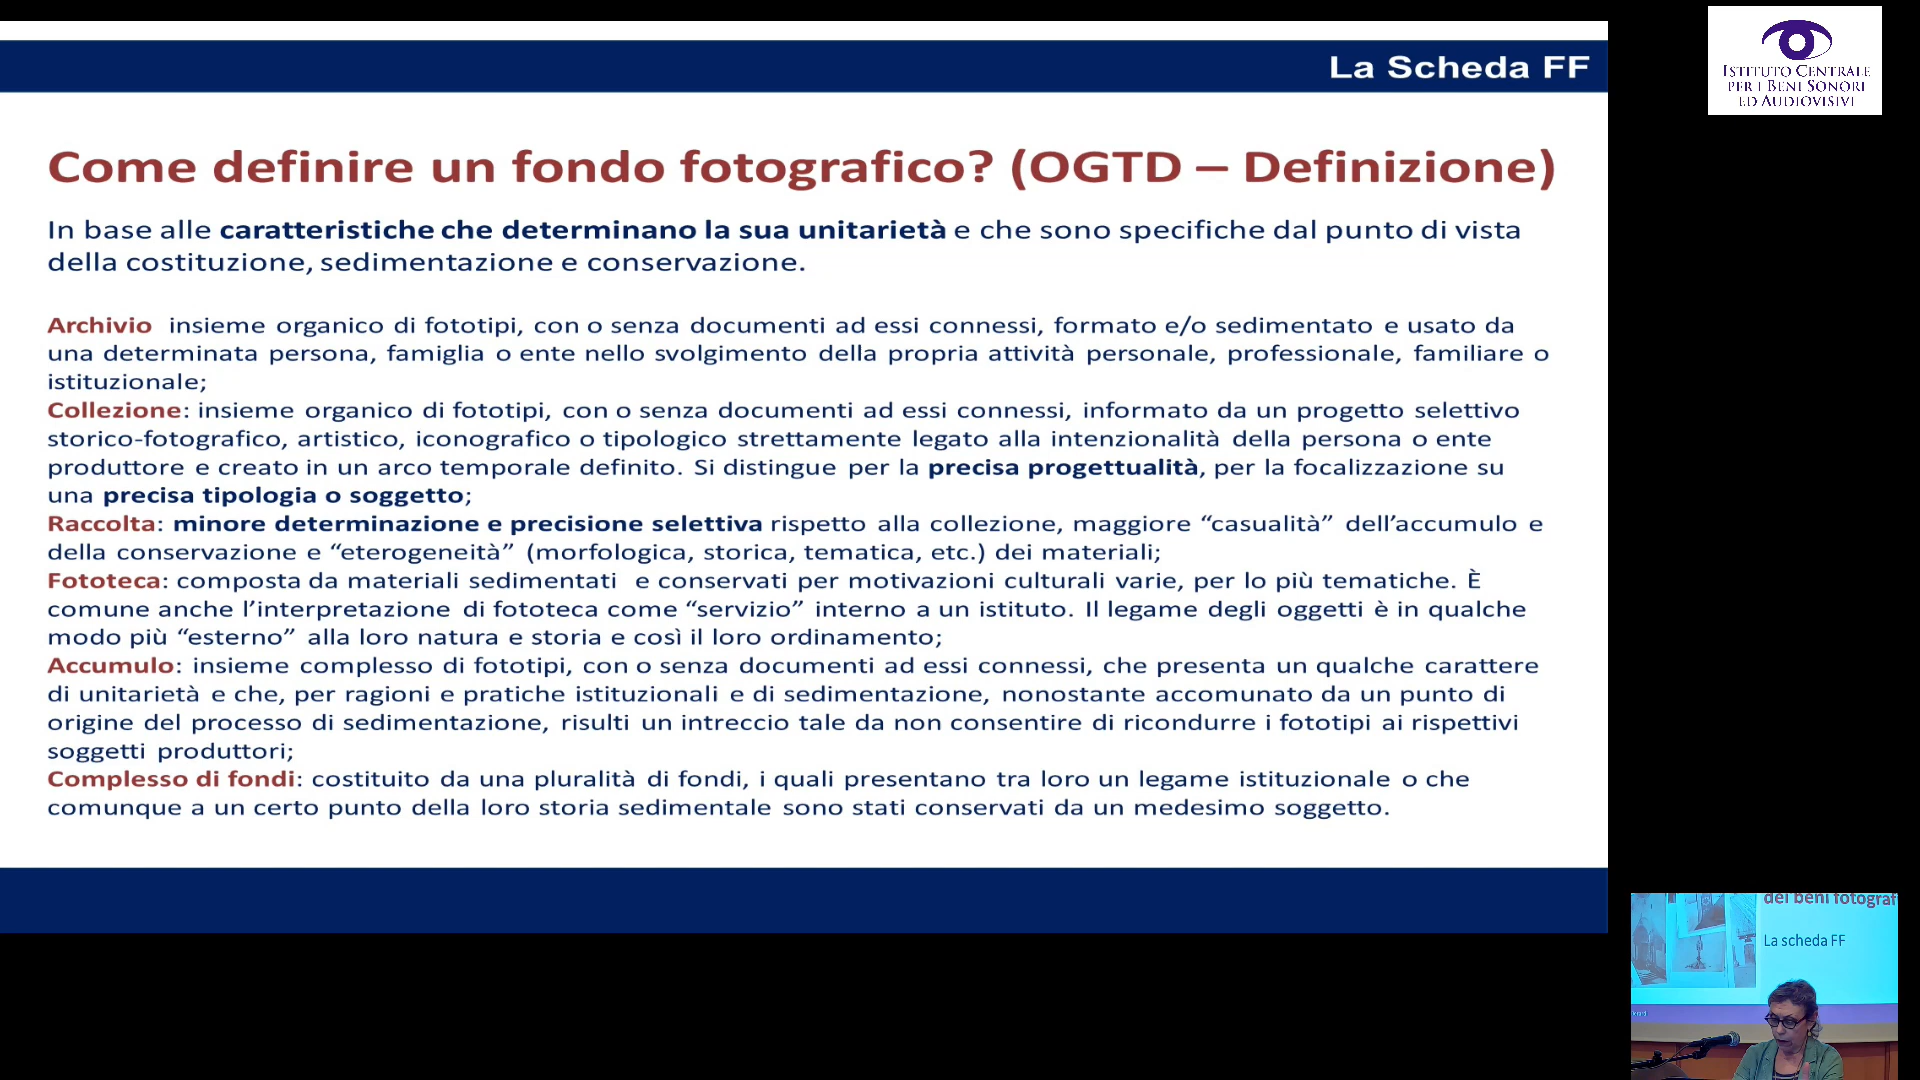 La Scheda FF
Come definire un fondo fotografico? (OGTD – Definizione)
In base alle caratteristiche che determinano la sua unitarietà e che sono specifiche dal punto di vista
della costituzione, sedimentazione e conservazione.
Archivio insieme organico di fototipi, con o senza documenti ad essi connessi, formato e/o sedimentato e usato da
una determinata persona, famiglia o ente nello svolgimento della propria attività personale, professionale, familiare o
istituzionale;
Collezione: insieme organico di fototipi, con o senza documenti ad essi connessi, informato da un progetto selettivo
storico-fotografico, artistico, iconografico o tipologico strettamente legato alla intenzionalità della persona o ente
produttore e creato in un arco temporale definito. Si distingue per la precisa progettualità, per la focalizzazione su
una precisa tipologia o soggetto;
Raccolta: minore determinazione e precisione selettiva rispetto alla collezione, maggiore “casualità” dell’accumulo e
della conservazione e “eterogeneità” (morfologica, storica, tematica, etc.) dei materiali;
Fototeca: composta da materiali sedimentati e conservati per motivazioni culturali varie, per lo più tematiche. È
comune anche l’interpretazione di fototeca come “servizio” interno a un istituto. Il legame degli oggetti è in qualche
modo più “esterno” alla loro natura e storia e così il loro ordinamento;
Accumulo: insieme complesso di fototipi, con o senza documenti ad essi connessi, che presenta un qualche carattere
di unitarietà e che, per ragioni e pratiche istituzionali e di sedimentazione, nonostante accomunato da un punto di
origine del processo di sedimentazione, risulti un intreccio tale da non consentire di ricondurre i fototipi ai rispettivi
soggetti produttori;
Complesso di fondi: costituito da una pluralità di fondi, i quali presentano tra loro un legame istituzionale o che
comunque a un certo punto della loro storia sedimentale sono stati conservati da un medesimo soggetto.
ISTITUTO CENTRALE
PER I BENI SONORI
ED AUDIOVISIVI
dei beni fotograf
La scheda FF